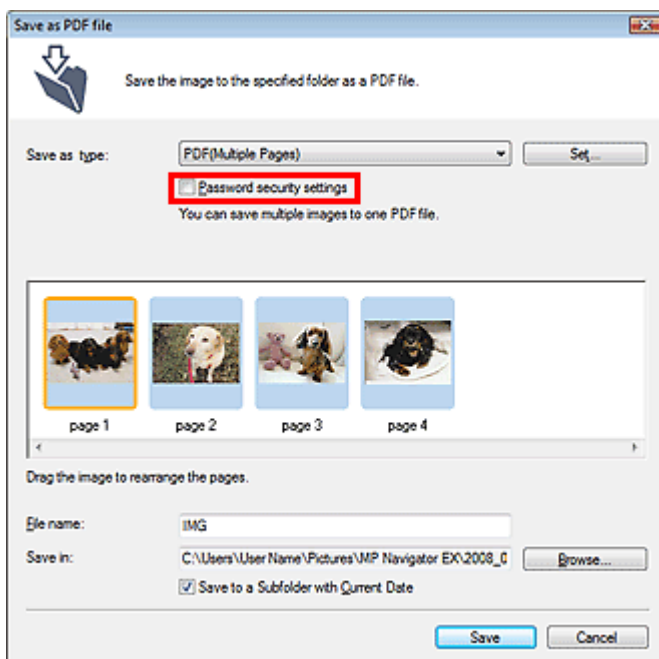 Save as PDF file
Save the image to the specified folder as a PDF file.
Save as type: PDF(Multiple Pages) Set...
Password security settings
You can save multiple images to one PDF file.
page 1 page 2 page 3 page 4
Drag the image to rearrange the pages.
File name: IMG
Save in: C:\Users\User Name\Pictures\MP Navigator EX\2008_0 Browse...
Save to a Subfolder with Current Date
Save Cancel